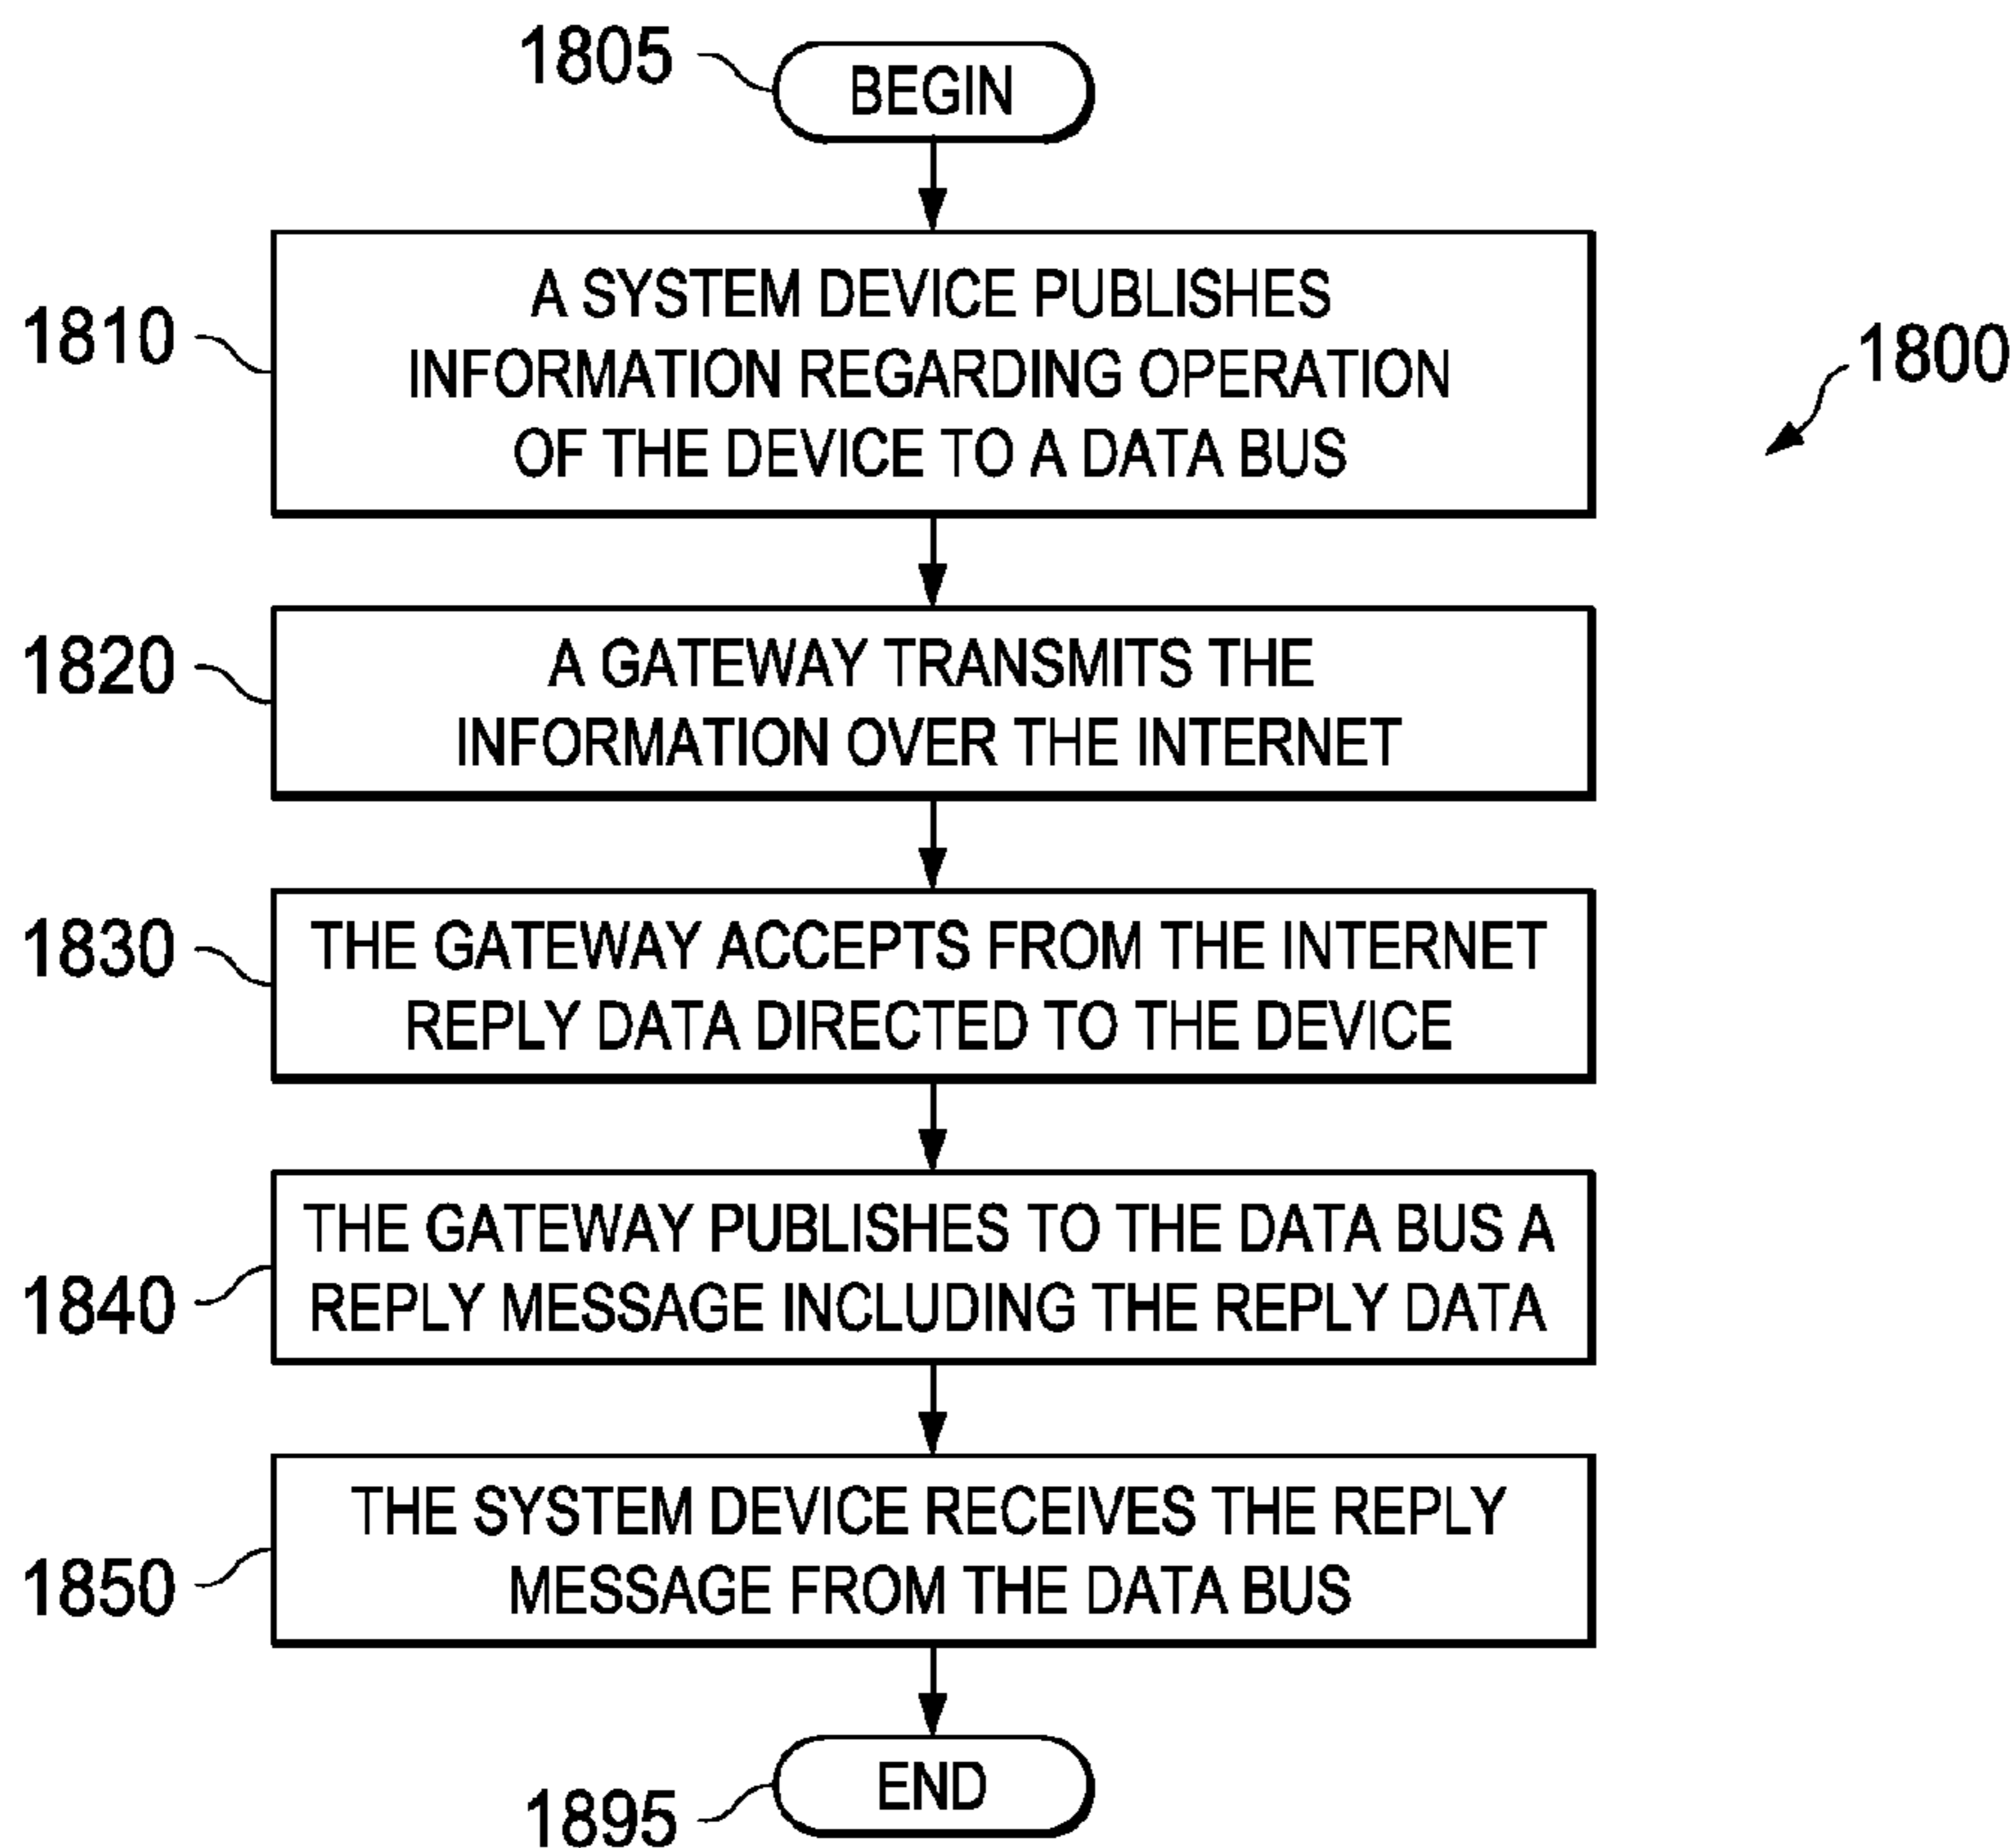 1805
BEGIN
1810
A SYSTEM DEVICE PUBLISHES
INFORMATION REGARDING OPERATION
OF THE DEVICE TO A DATA BUS
1800
1820
A GATEWAY TRANSMITS THE
INFORMATION OVER THE INTERNET
1830
THE GATEWAY ACCEPTS FROM THE INTERNET
REPLY DATA DIRECTED TO THE DEVICE
1840
THE GATEWAY PUBLISHES TO THE DATA BUS A
REPLY MESSAGE INCLUDING THE REPLY DATA
1850
THE SYSTEM DEVICE RECEIVES THE REPLY
MESSAGE FROM THE DATA BUS
1895
END